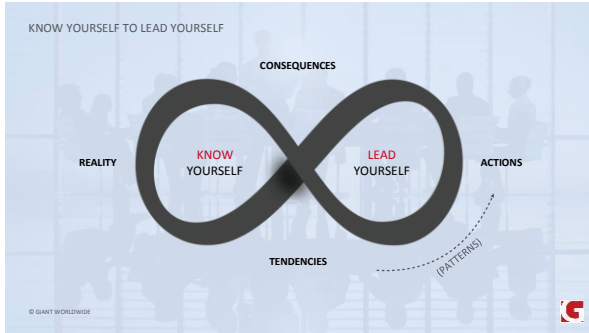 KNOW YOURSELF TO LEAD YOURSELF
CONSEQUENCES
REALITY
KNOW
YOURSELF
LEAD
YOURSELF
ACTIONS
(PATTERNS)
TENDENCIES
© GIANT WORLDWIDE
G